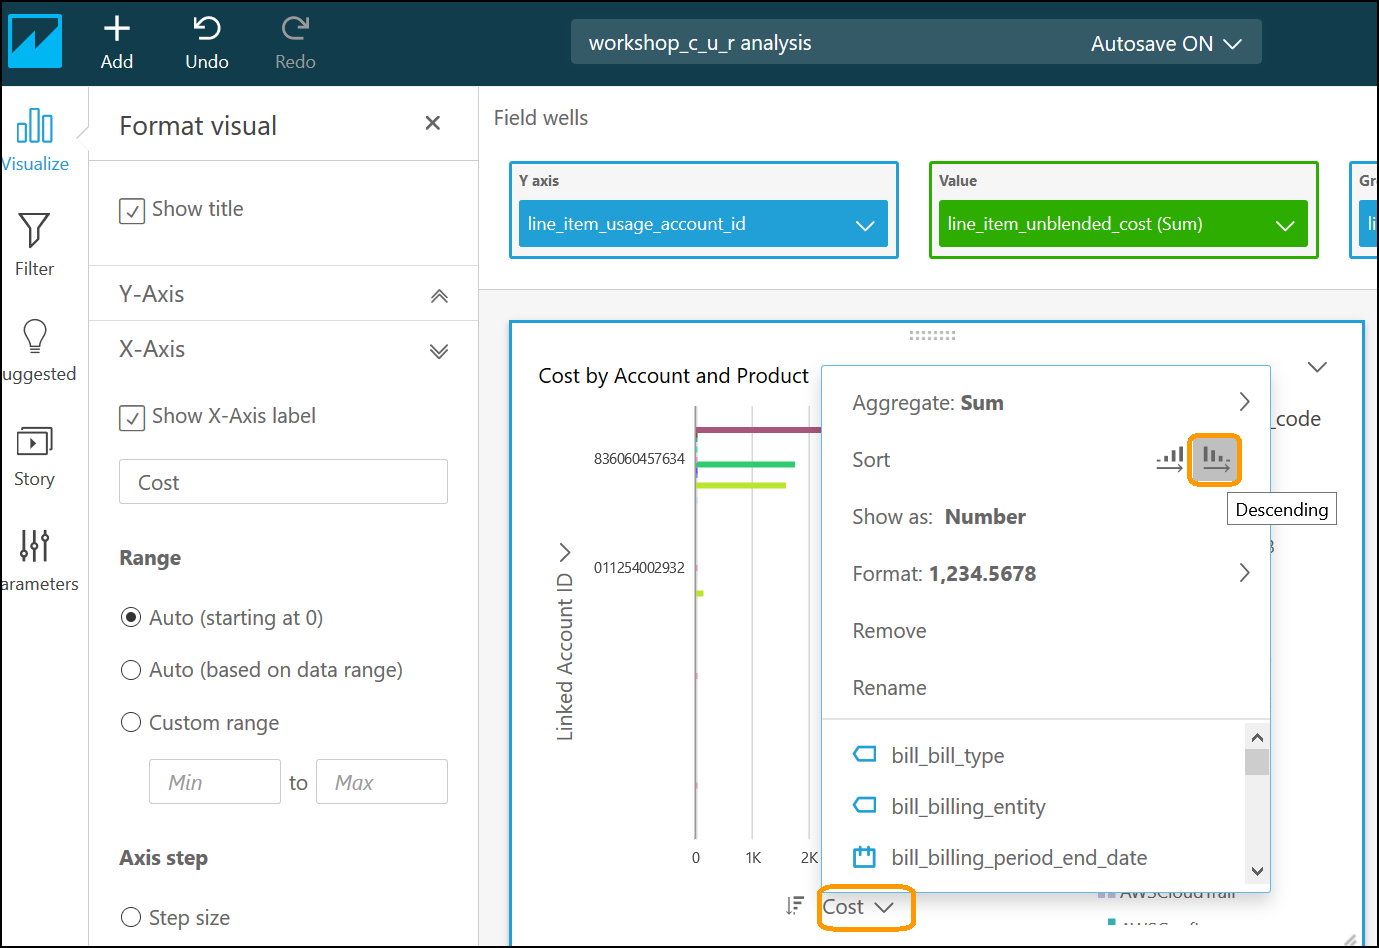 Add
Undo
Redo
workshop_c_u_r analysis
Autosave ON
Visualize
Filter
uggested
Story
arameters
Format visual
Show title
Y-Axis
X-Axis
Show X-Axis label
Cost
Range
Auto (starting at 0)
Auto (based on data range)
Custom range
Min
to
Max
Axis step
Step size
Field wells
Y axis
line_item_usage_account_id
Value
line_item_unblended_cost (Sum)
Gr
li
Cost by Account and Product
_code
836060457634
011254002932
Linked Account ID
0
1K
2K
Cost
Aggregate: Sum
Sort
Descending
Show as: Number
Format: 1,234.5678
Remove
Rename
bill_bill_type
bill_billing_entity
bill_billing_period_end_date
AWSCloudTrail